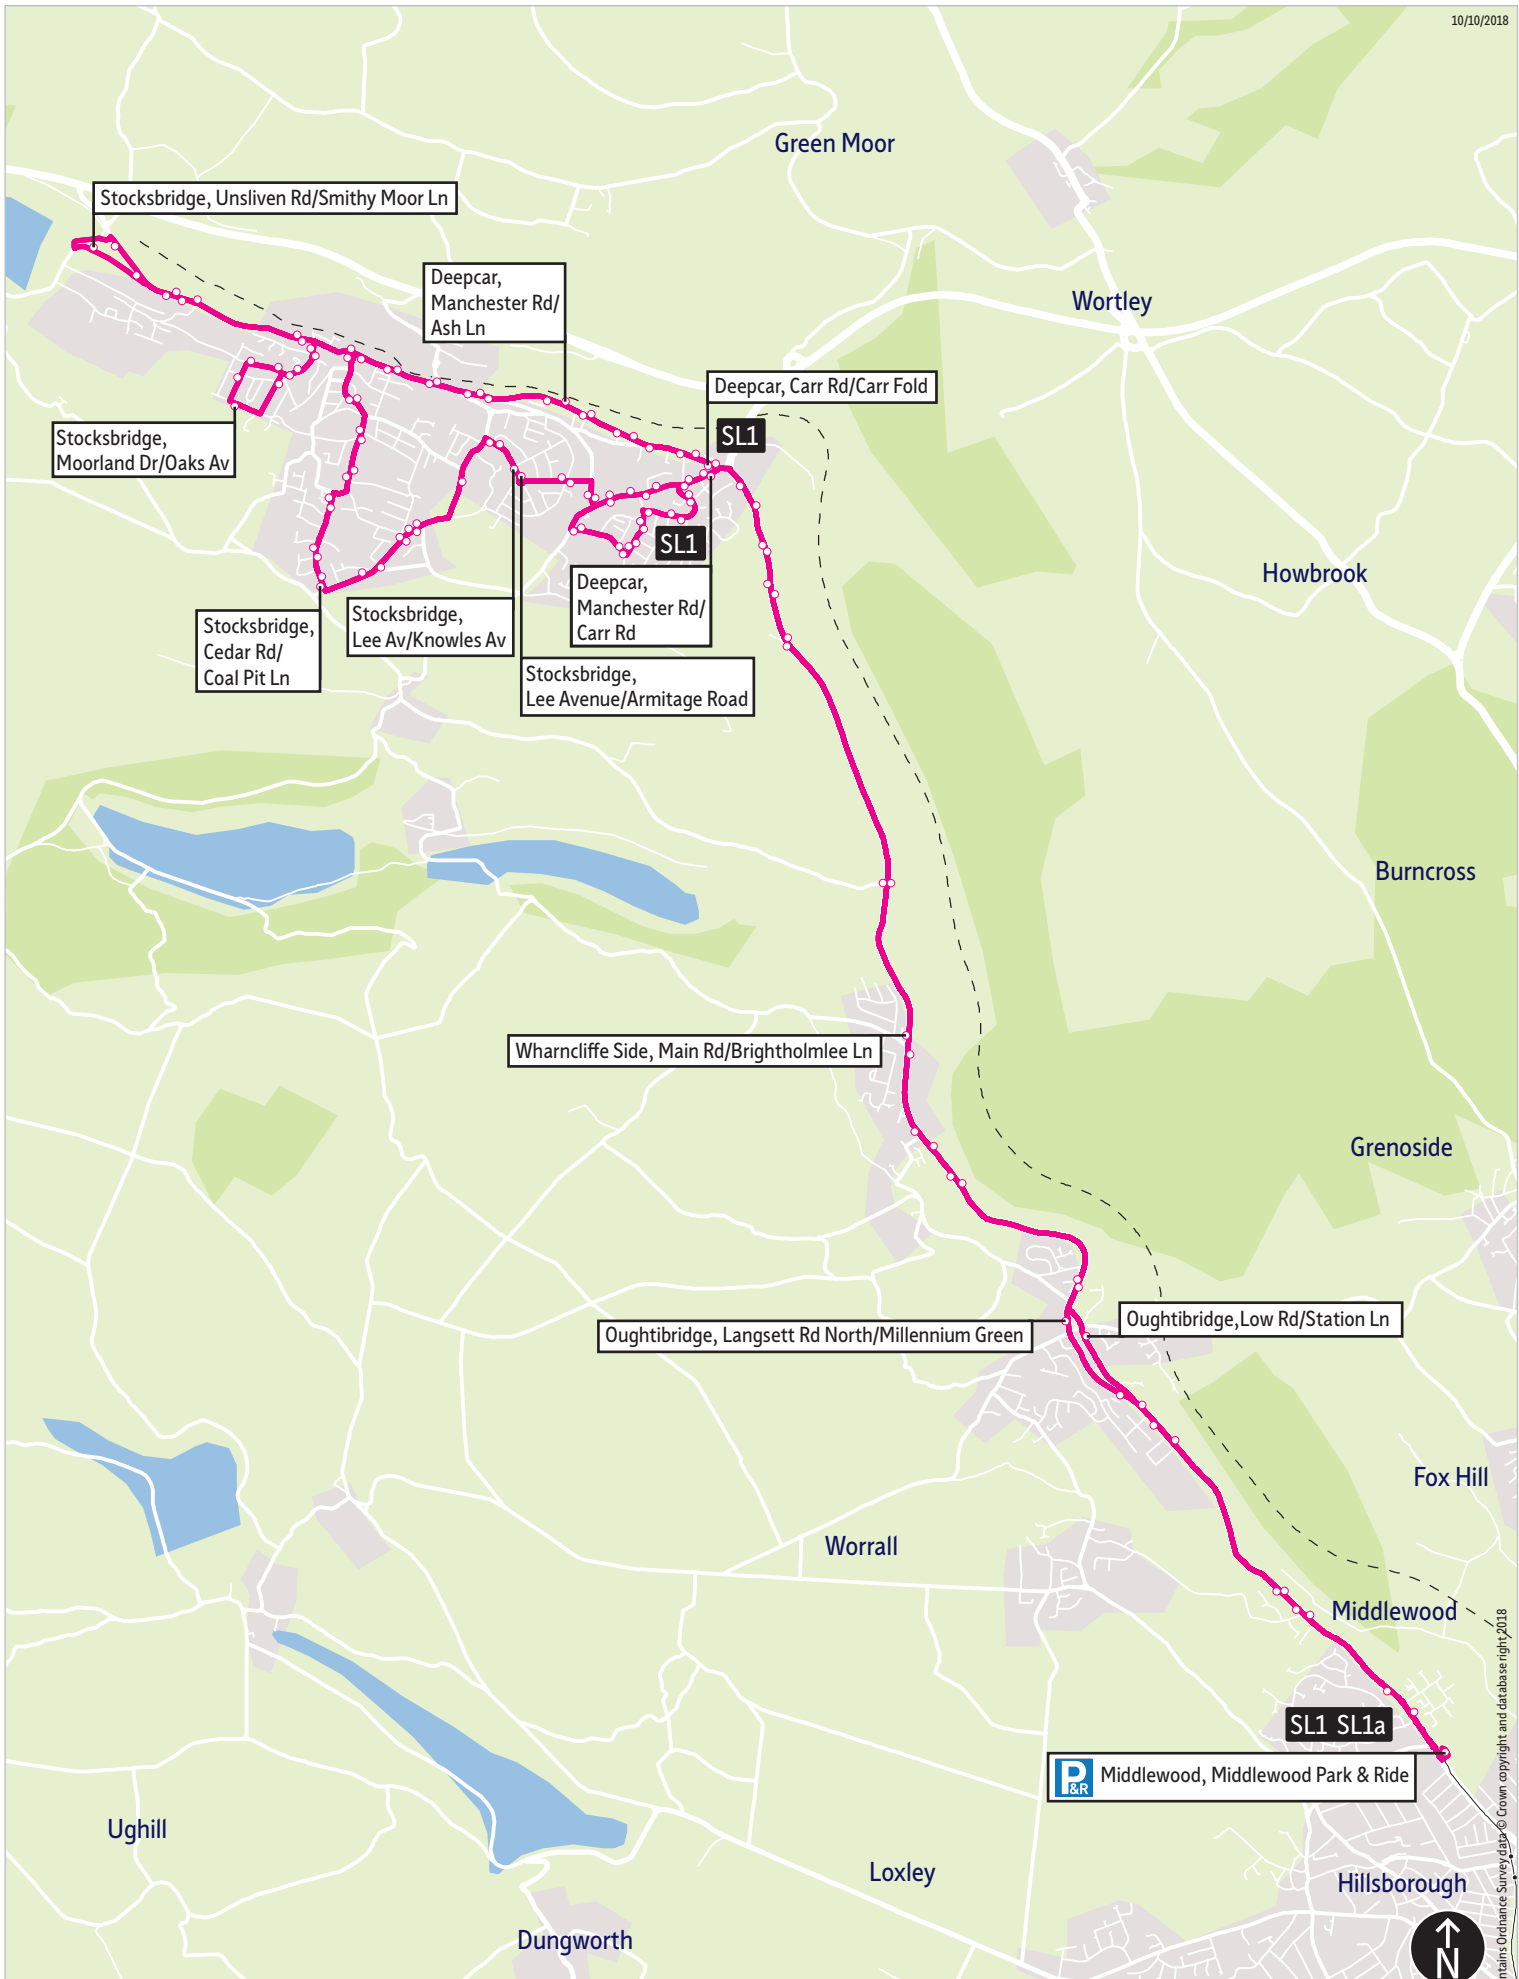 10/10/2018
Green Moor
Stocksbridge, Unsliven Rd/Smithy Moor Ln
Deepcar,
Manchester Rd/
Ash Ln
Wortley
Deepcar, Carr Rd/Carr Fold
SL1
Stocksbridge,
Moorland Dr/Oaks Av
SL1
Howbrook
Deepcar,
Manchester Rd/
Carr Rd
Stocksbridge,
Cedar Rd/
Coal Pit Ln
Stocksbridge,
Lee Av/Knowles Av
Stocksbridge,
Lee Avenue/Armitage Road
Burncross
Wharncliffe Side, Main Rd/Brightholmlee Ln
Grenoside
Oughtibridge,Low Rd/Station Ln
Oughtibridge, Langsett Rd North/Millennium Green
Fox Hill
Worrall
Middlewood
SL1 SL1a
P&R Middlewood, Middlewood Park & Ride
Ughill
Loxley
Hillsborough
Dungworth
N
Ordnance Survey data © Crown copyright and database right 2018